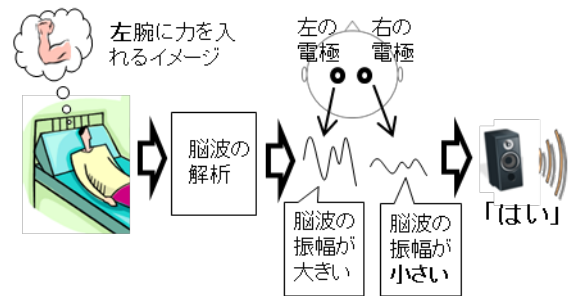 左腕に力を入
れるイメージ
左の
電極
右の
電極
脳波の
解析
脳波の
振幅が
大きい
脳波の
振幅が
小さい
「はい」